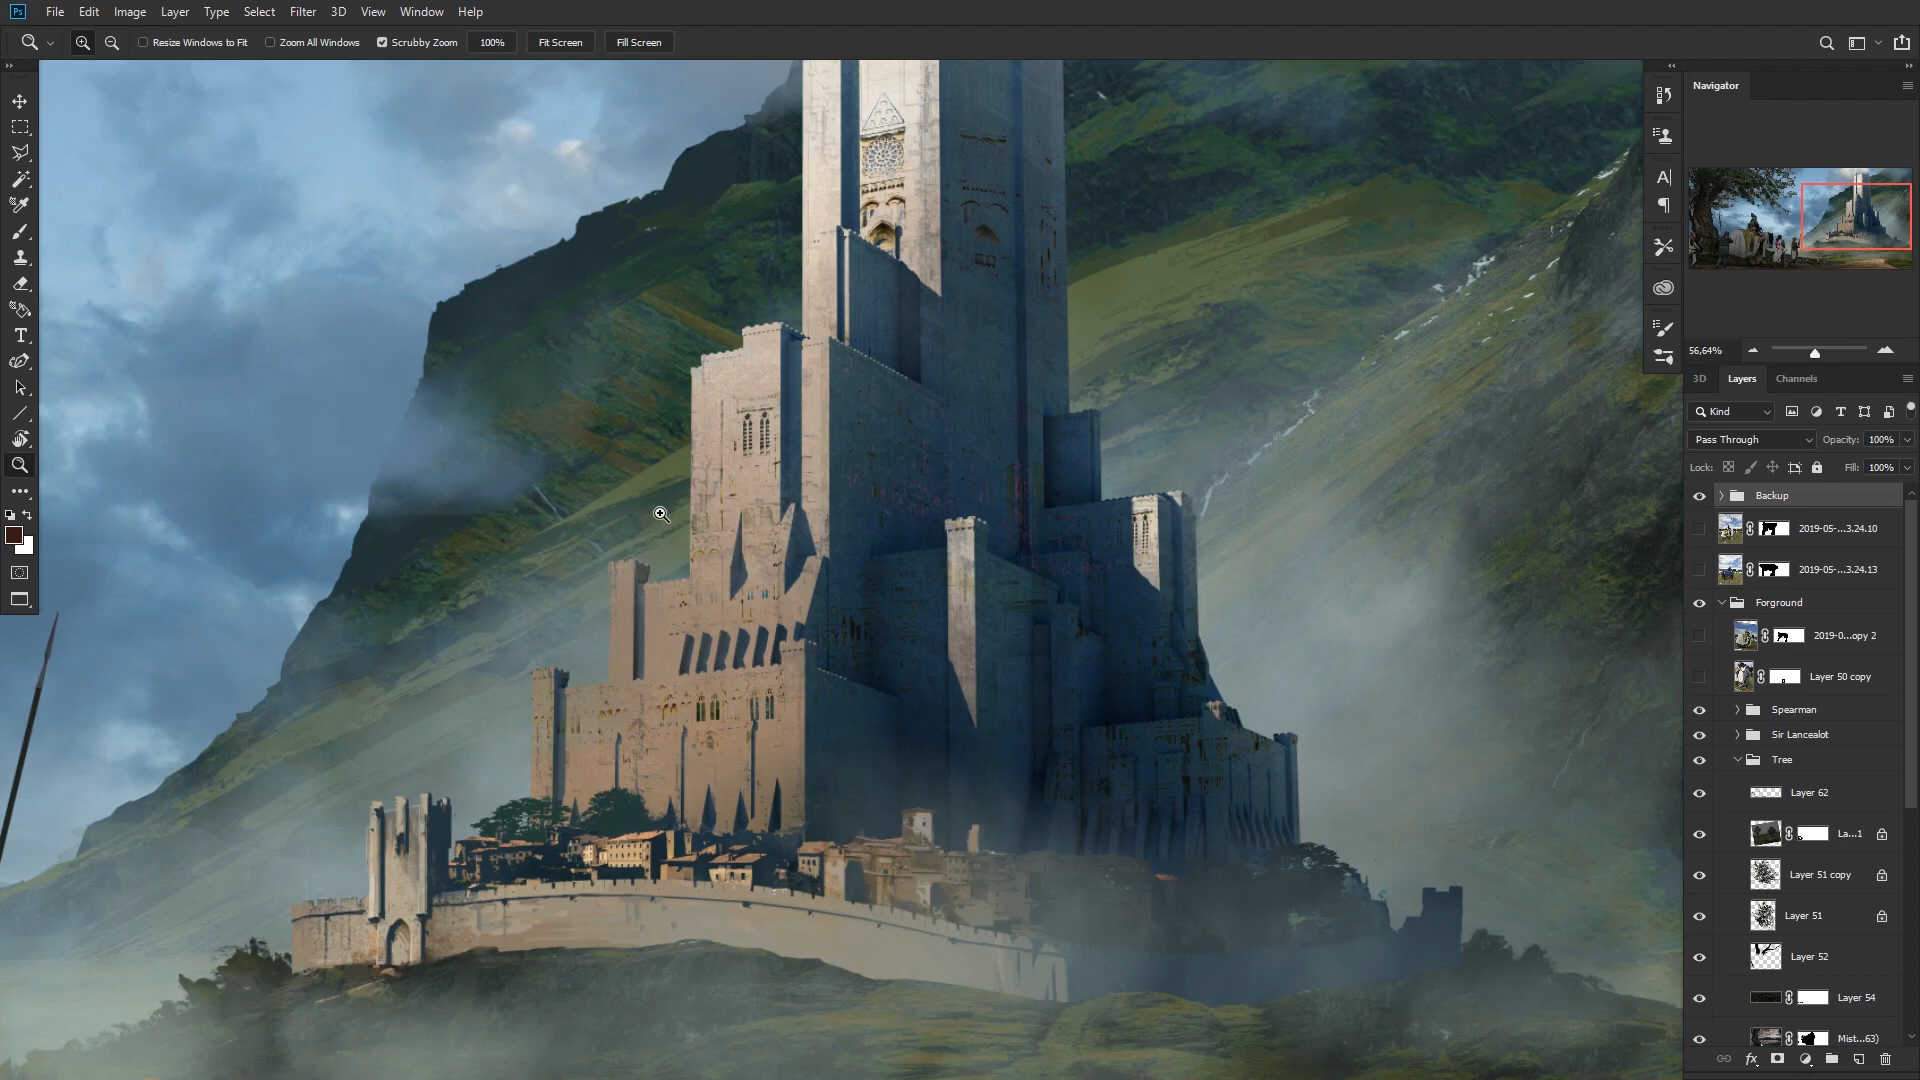 Ps File Edit Image Layer Type Select Filter 3D View Window Help
Resize Windows to Fit Zoom All Windows Scrubby Zoom 100% Fit Screen Fill Screen
Navigator
56,64%
3D Layers Channels
Kind
Pass Through Opacity: 100%
Lock: Fill: 100%
Backup
2019-05-...3.24.10
2019-05-...3.24.13
Forground
2019-0...opy 2
Layer 50 copy
Spearman
Sir Lancealot
Tree
Layer 62
La...1
Layer 51 copy
Layer 51
Layer 52
Layer 54
Mist...63)